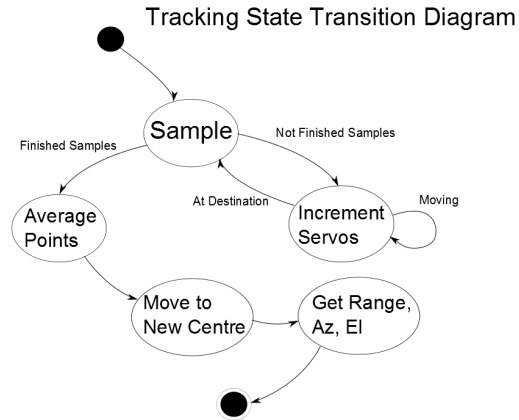 Tracking State Transition Diagram
Sample
Finished Samples
Not Finished Samples
At Destination
Moving
Average
Points
Increment
Servos
Move to
New Centre
Get Range,
Az, El